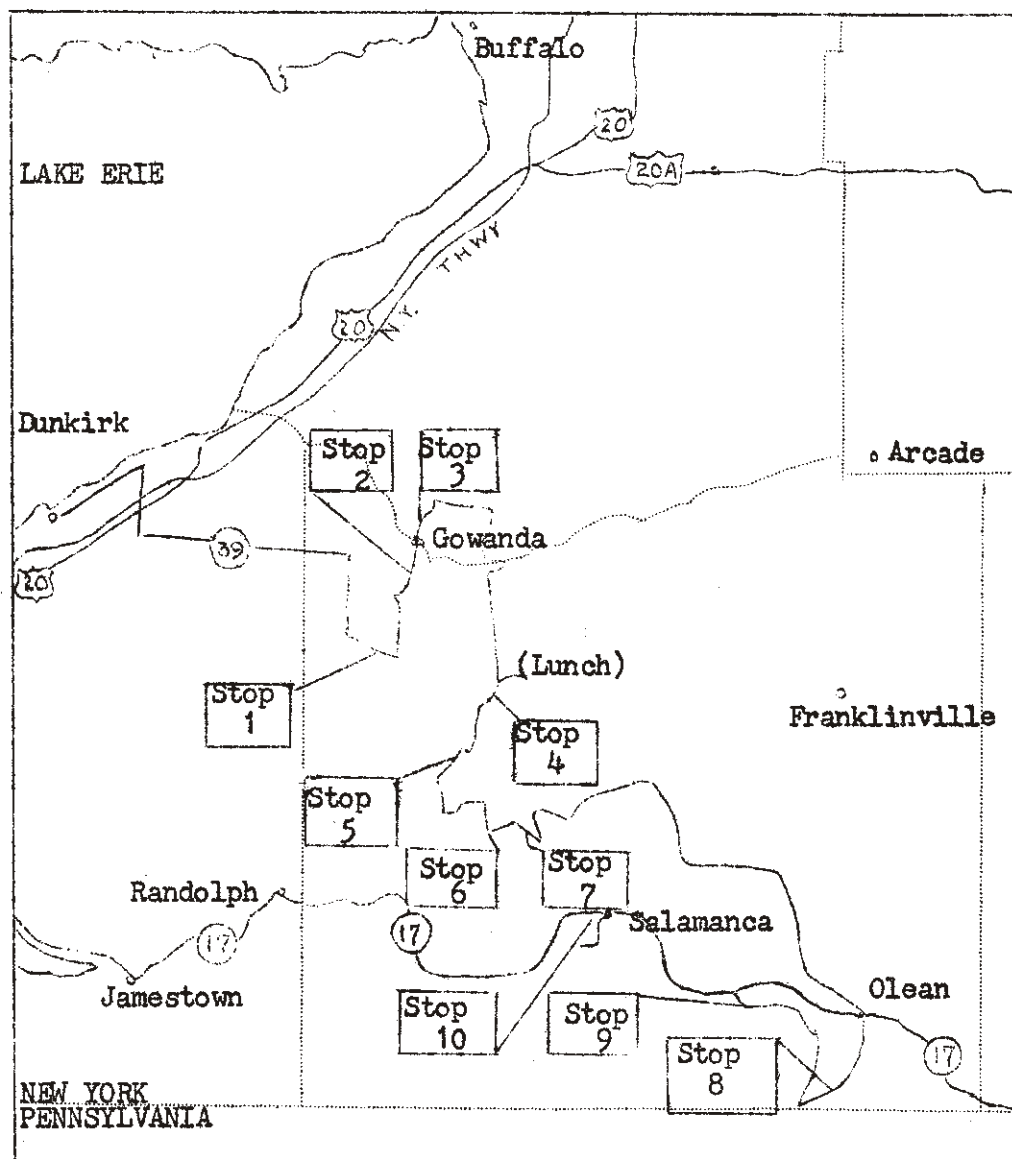 Buffalo
20
20A
LAKE ERIE
N.Y. THWY
20
Dunkirk
Stop
2
Stop
3
Arcade
Gowanda
39
20
(Lunch)
Stop
1
Franklinville
Stop
4
Stop
5
Stop
6
Stop
7
Randolph
Salamanca
17
17
Jamestown
Olean
Stop
10
Stop
9
Stop
8
17
NEW YORK
PENNSYLVANIA